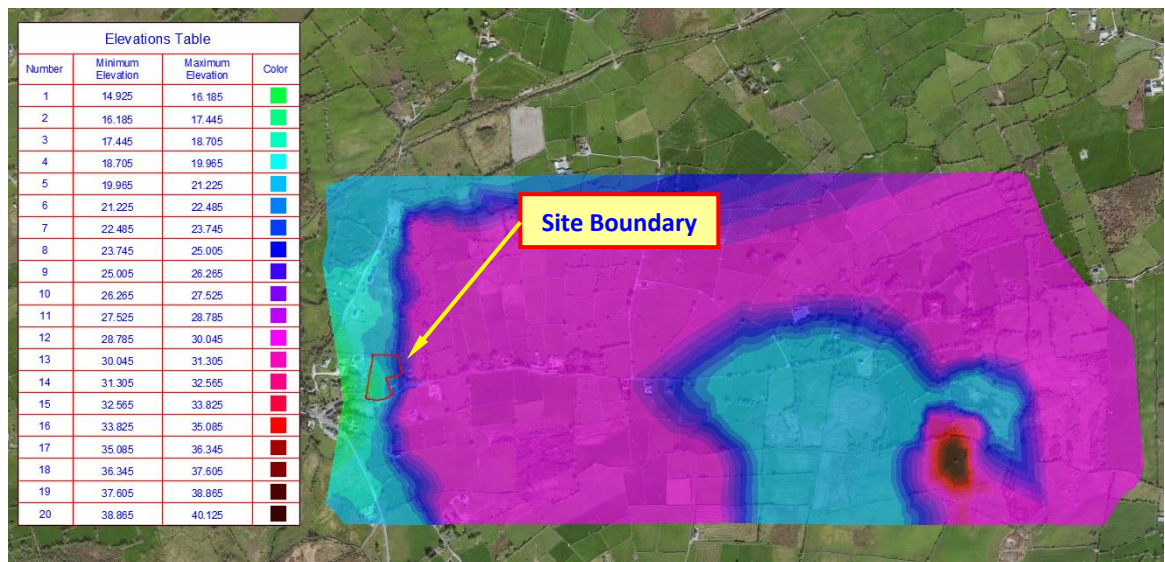 Elevations Table
Number Minimum Elevation Maximum Elevation Color
1 14.925 16.185
2 16.185 17.445
3 17.445 18.705
4 18.705 19.965
5 19.965 21.225
6 21.225 22.485
7 22.485 23.745
8 23.745 25.005
9 25.005 26.265
10 26.265 27.525
11 27.525 28.785
12 28.785 30.045
13 30.045 31.305
14 31.305 32.565
15 32.565 33.825
16 33.825 35.085
17 35.085 36.345
18 36.345 37.605
19 37.605 38.865
20 38.865 40.125
Site Boundary